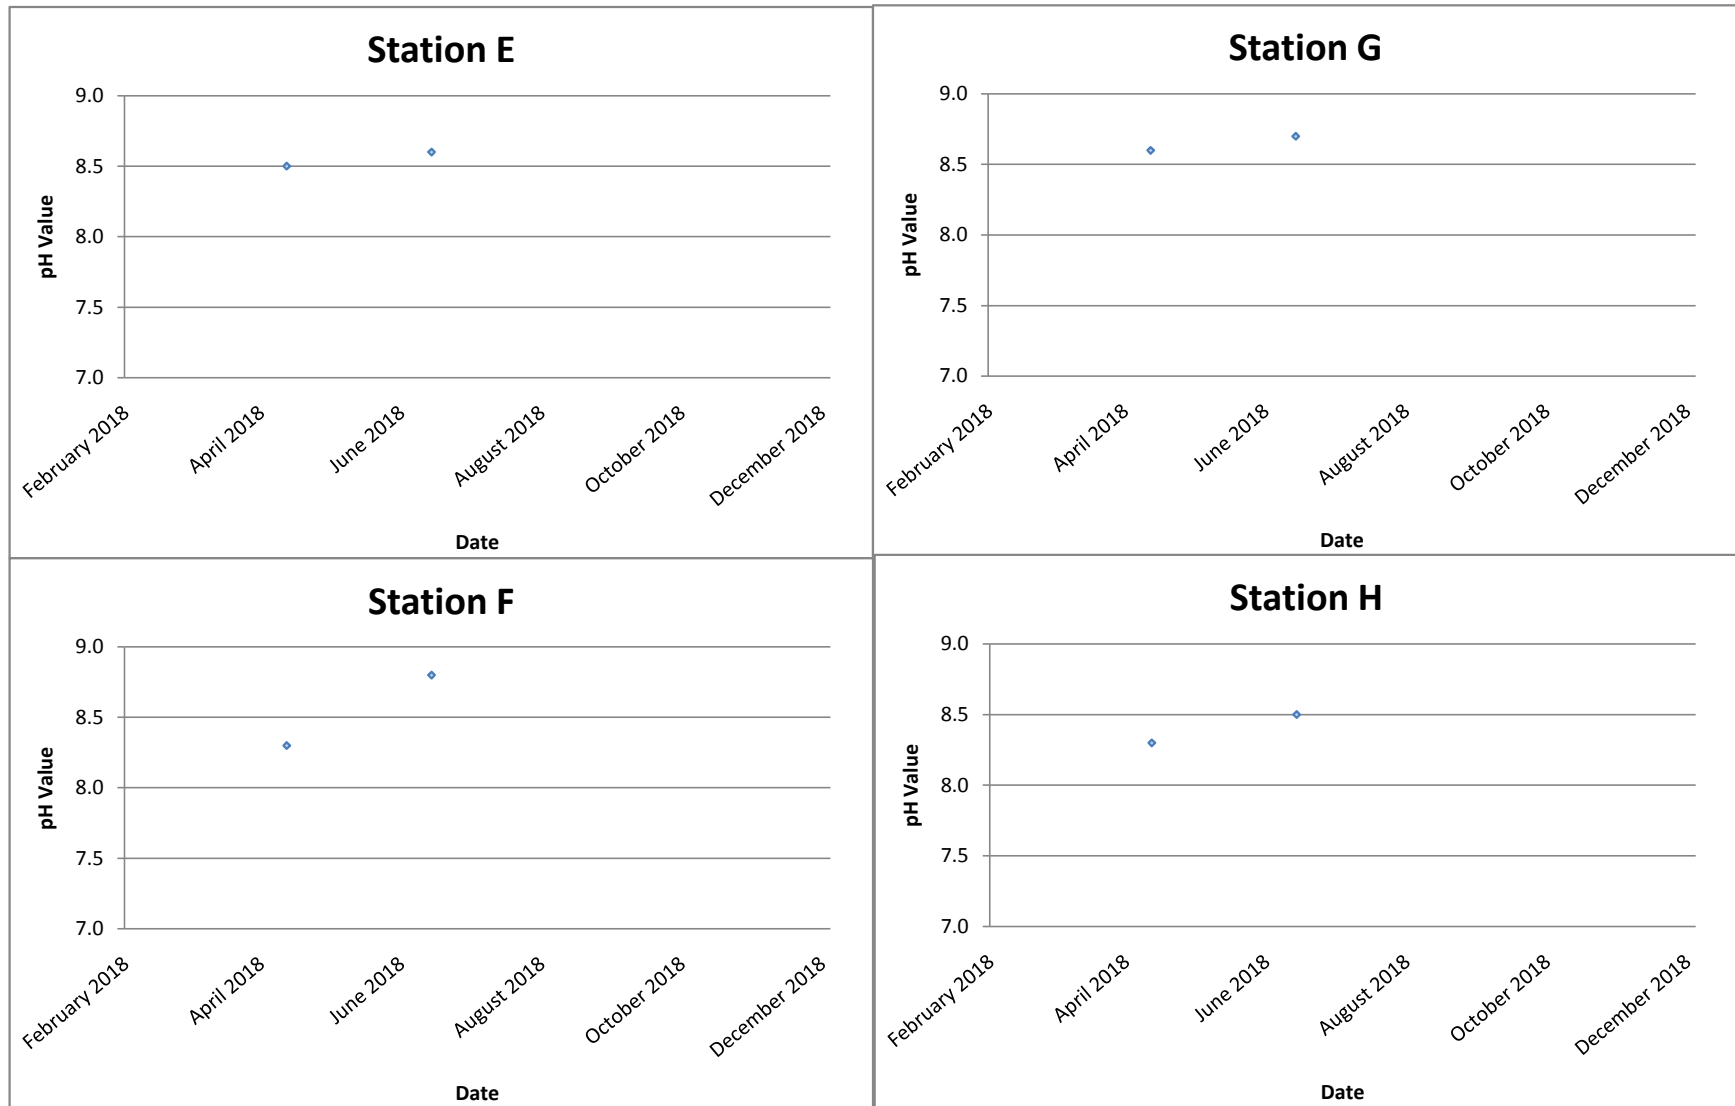 Station E
9.0
8.5
8.0
7.5
7.0
pH Value
February 2018
April 2018
June 2018
August 2018
October 2018
December 2018
Date
Station G
9.0
8.5
8.0
7.5
7.0
pH Value
February 2018
April 2018
June 2018
August 2018
October 2018
December 2018
Date
Station F
9.0
8.5
8.0
7.5
7.0
pH Value
February 2018
April 2018
June 2018
August 2018
October 2018
December 2018
Date
Station H
9.0
8.5
8.0
7.5
7.0
pH Value
February 2018
April 2018
June 2018
August 2018
October 2018
December 2018
Date